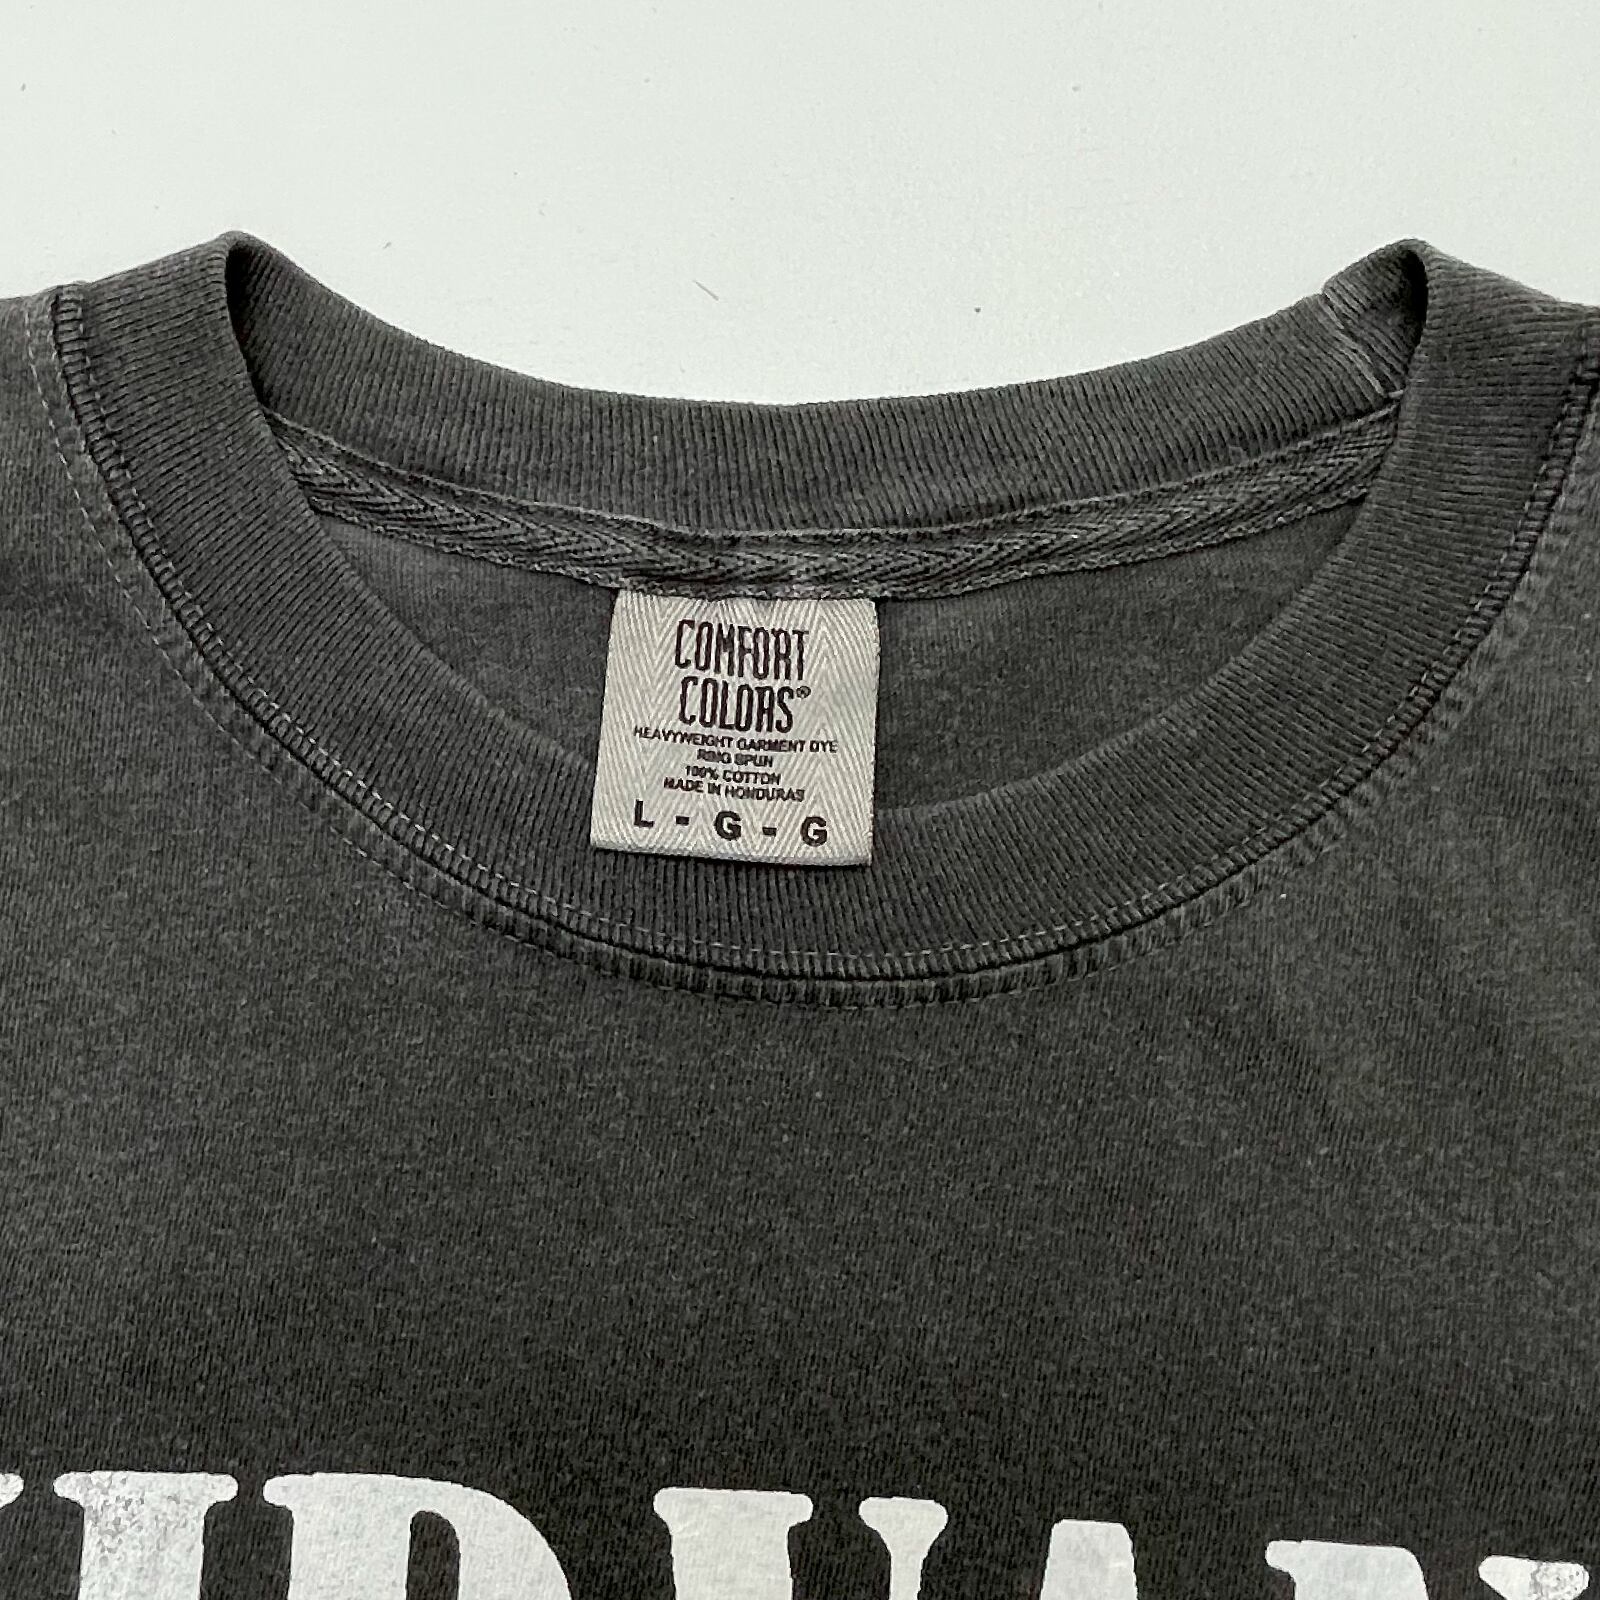 COMFORT
COLORS®
HEAVYWEIGHT GARMENT DYE
RING SPUN
100% COTTON
MADE IN HONDURAS
L - G - G